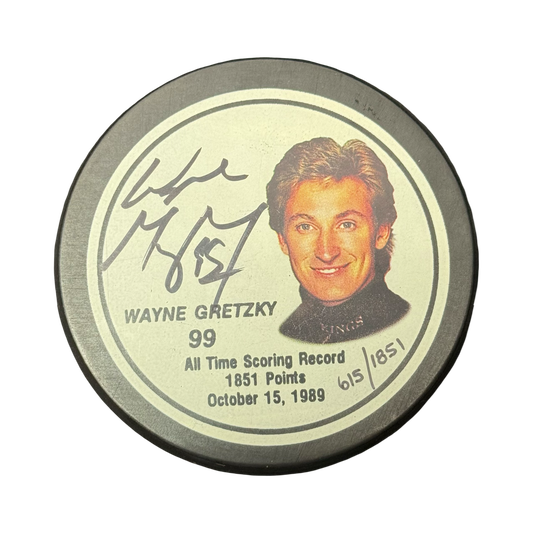 WAYNE GRETZKY
99
KINGS
All Time Scoring Record
1851 Points
October 15, 1989
615/1851